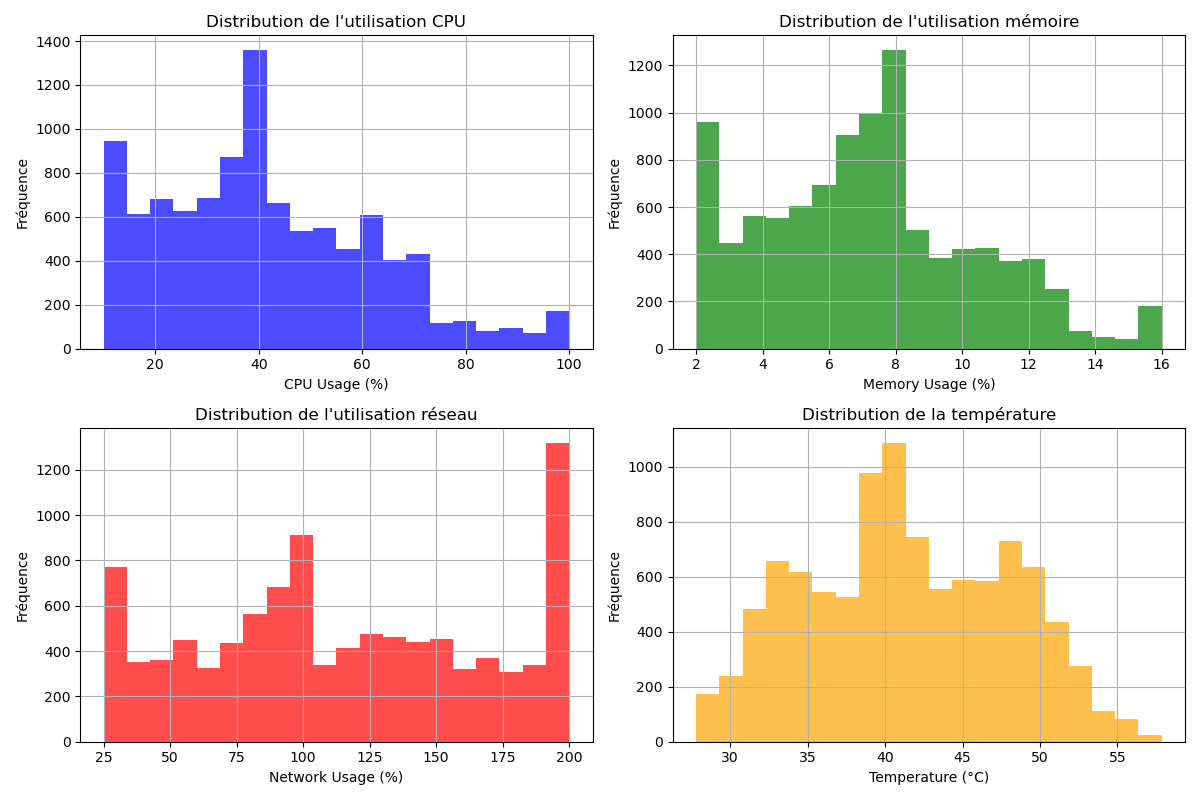 Distribution de l'utilisation CPU
1400
1200
1000
800
600
400
200
0
Fréquence
20 40 60 80 100
CPU Usage (%)
Distribution de l'utilisation mémoire
1200
1000
800
600
400
200
0
Fréquence
2 4 6 8 10 12 14 16
Memory Usage (%)
Distribution de l'utilisation réseau
1200
1000
800
600
400
200
0
Fréquence
25 50 75 100 125 150 175 200
Network Usage (%)
Distribution de la température
1000
800
600
400
200
0
Fréquence
30 35 40 45 50 55
Temperature (°C)